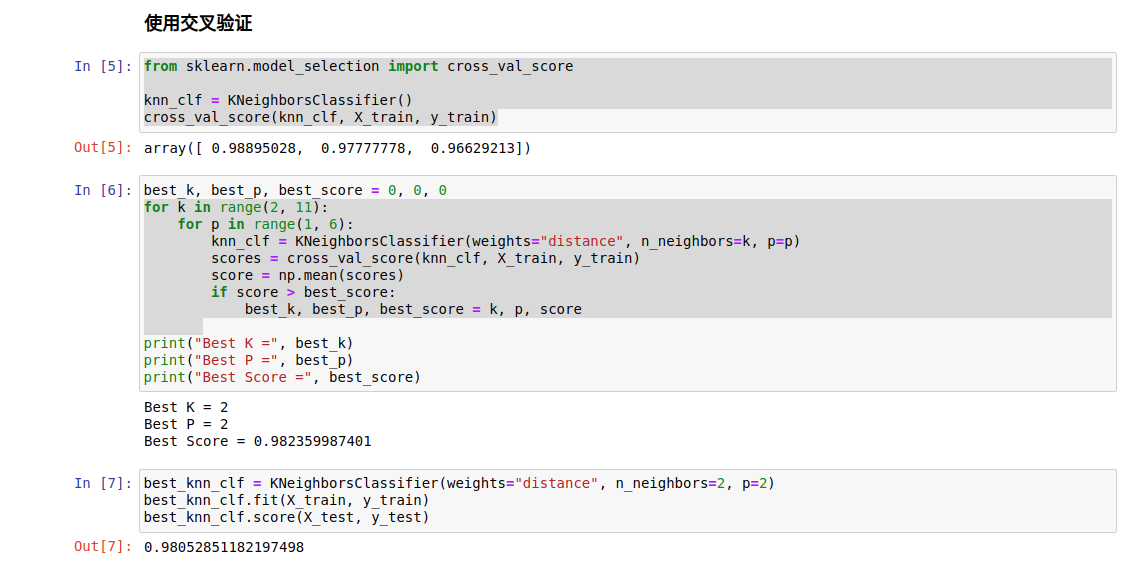 使用交叉验证
In [5]: from sklearn.model_selection import cross_val_score
knn_clf = KNeighborsClassifier()
cross_val_score(knn_clf, X_train, y_train)
Out[5]: array([ 0.98895028,  0.97777778,  0.96629213])
In [6]: best_k, best_p, best_score = 0, 0, 0
for k in range(2, 11):
    for p in range(1, 6):
        knn_clf = KNeighborsClassifier(weights="distance", n_neighbors=k, p=p)
        scores = cross_val_score(knn_clf, X_train, y_train)
        score = np.mean(scores)
        if score > best_score:
            best_k, best_p, best_score = k, p, score
print("Best K =", best_k)
print("Best P =", best_p)
print("Best Score =", best_score)
Best K = 2
Best P = 2
Best Score = 0.982359987401
In [7]: best_knn_clf = KNeighborsClassifier(weights="distance", n_neighbors=2, p=2)
best_knn_clf.fit(X_train, y_train)
best_knn_clf.score(X_test, y_test)
Out[7]: 0.98052851182197498